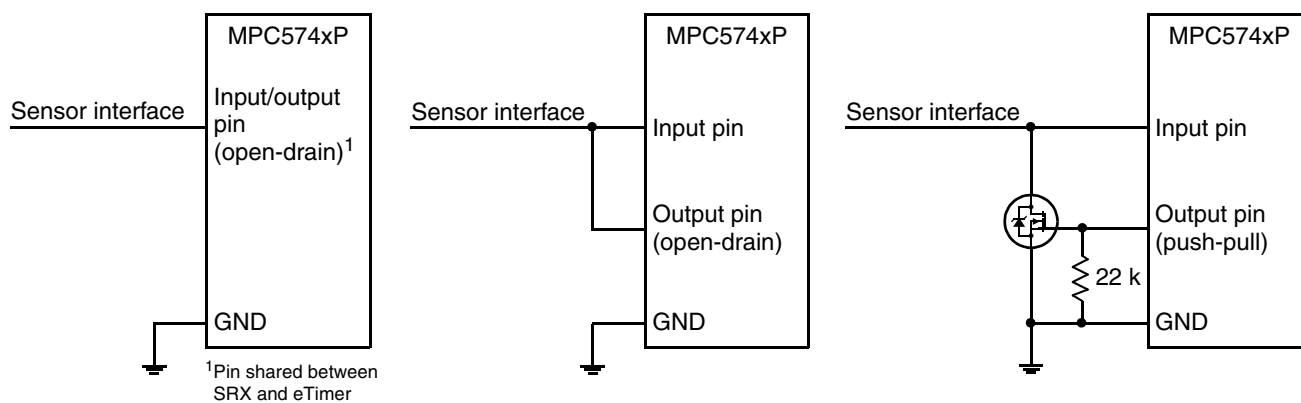 MPC574xP
Sensor interface
Input/output
pin
(open-drain)1
GND
1Pin shared between
SRX and eTimer
MPC574xP
Sensor interface
Input pin
Output pin
(open-drain)
GND
MPC574xP
Sensor interface
Input pin
Output pin
(push-pull)
22 k
GND